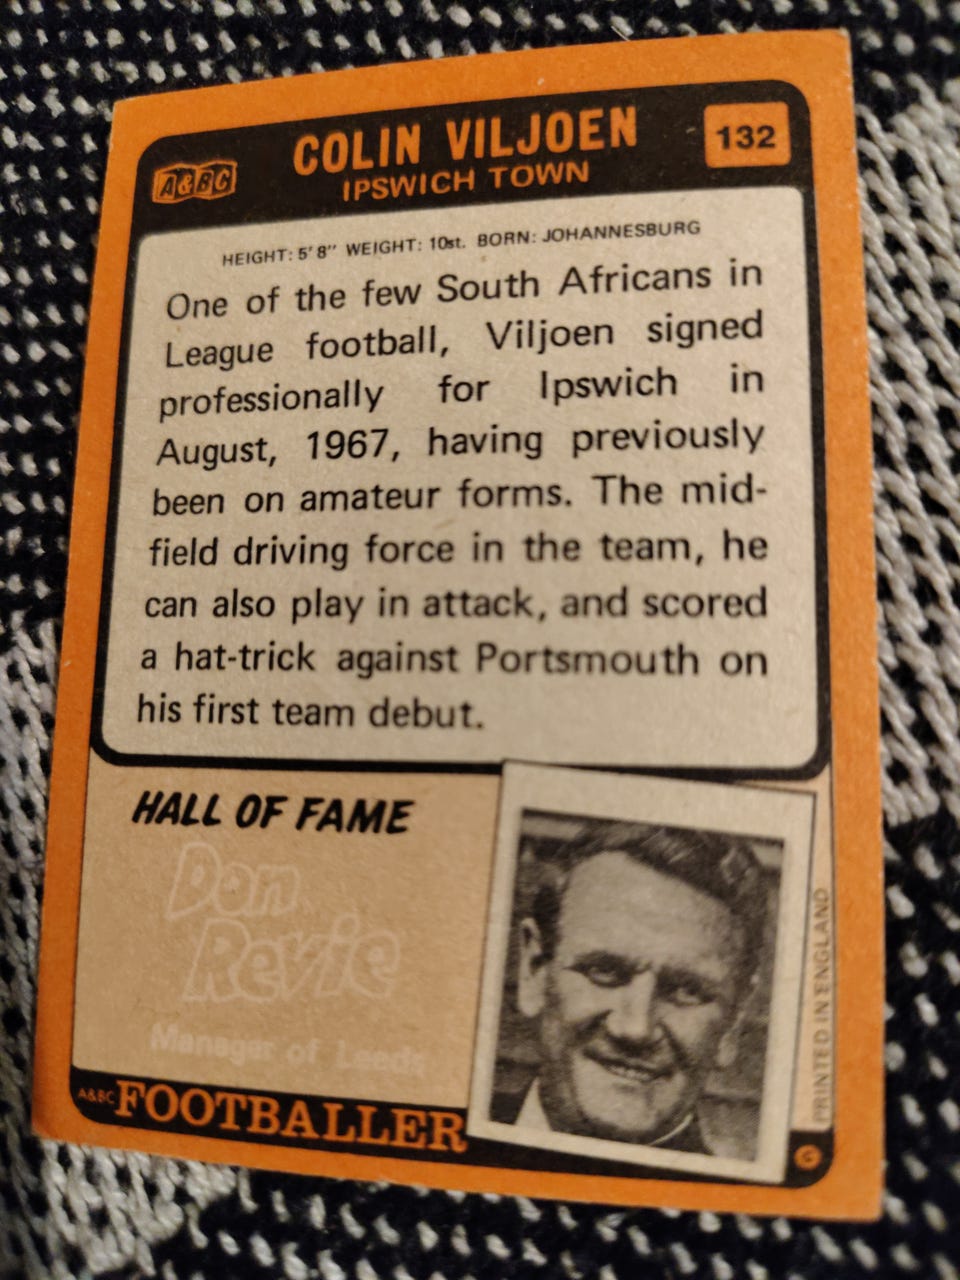 A&BC
COLIN VILJOEN
132
IPSWICH TOWN
HEIGHT: 5' 8" WEIGHT: 10st. BORN: JOHANNESBURG
One of the few South Africans in
League football, Viljoen signed
professionally for Ipswich in
August, 1967, having previously
been on amateur forms. The mid-
field driving force in the team, he
can also play in attack, and scored
a hat-trick against Portsmouth on
his first team debut.
HALL OF FAME
Don
Revie
Manager of Leeds
A&BC FOOTBALLER
PRINTED IN ENGLAND